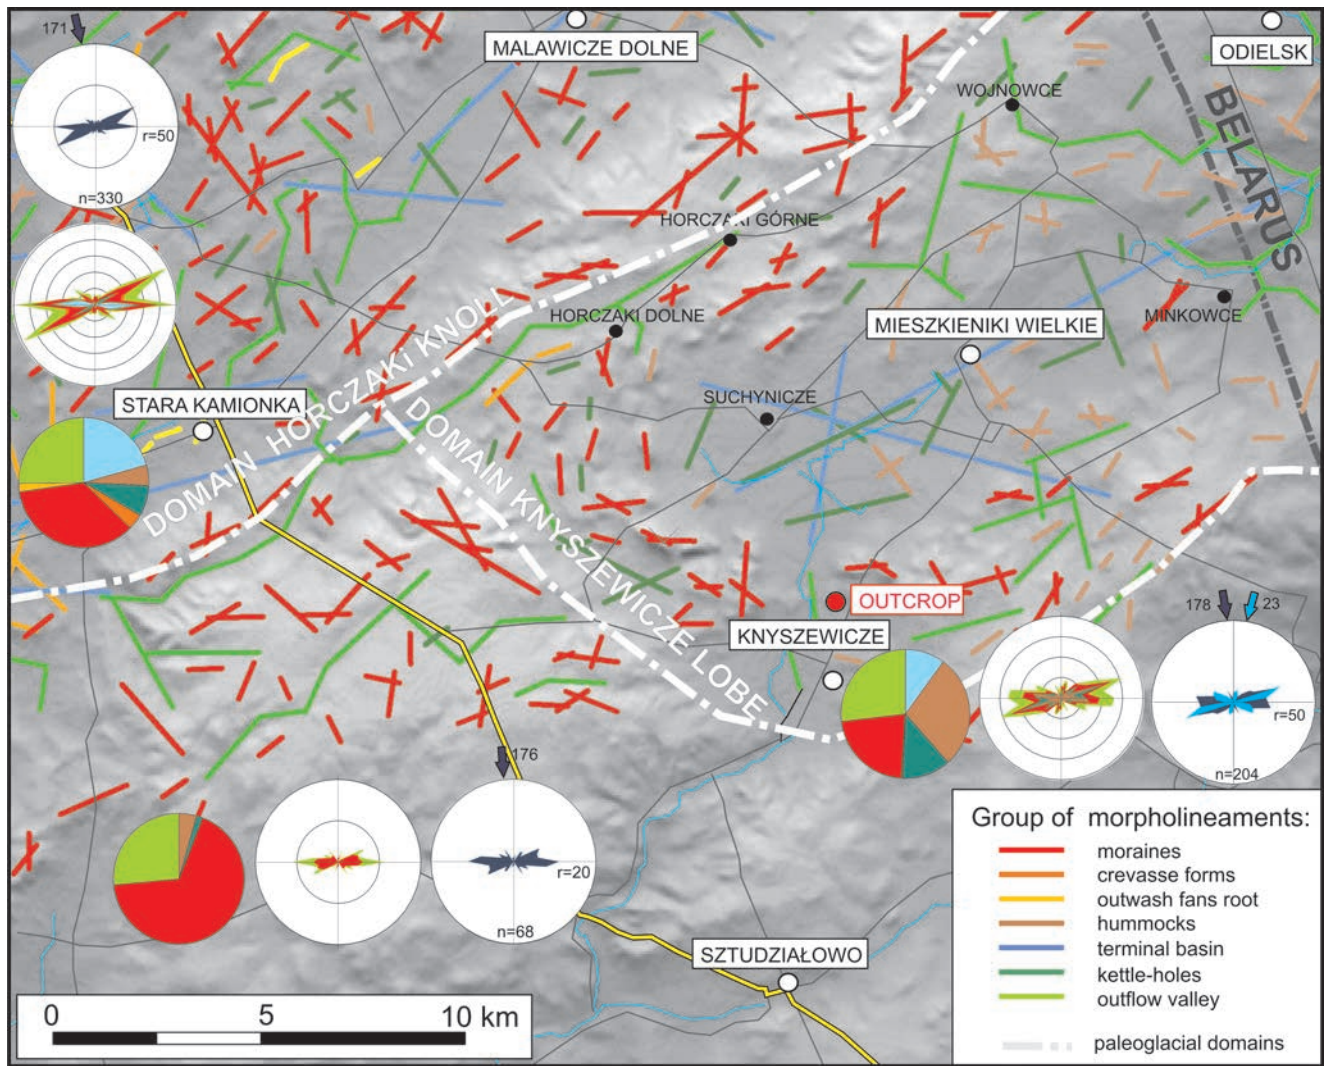 171
MALAWICZE DOLNE
ODIELSK
WOJNOWCE
BELARUS
r=50
n=330
HORCZAKI GÓRNE
HORCZAKI DOLNE
MIESZKIENIKI WIELKIE
MINKOWCE
STARA KAMIONKA
SUCHYNICZE
DOMAIN HORCZAKi KNOLL
DOMAIN KNYSZEWICZE LOBE
OUTCROP
KNYSZEWICZE
178
23
r=50
n=204
176
r=20
n=68
SZTUDZIAŁOWO
Group of morpholineaments:
moraines
crevasse forms
outwash fans root
hummocks
terminal basin
kettle-holes
outflow valley
paleoglacial domains
0 5 10 km